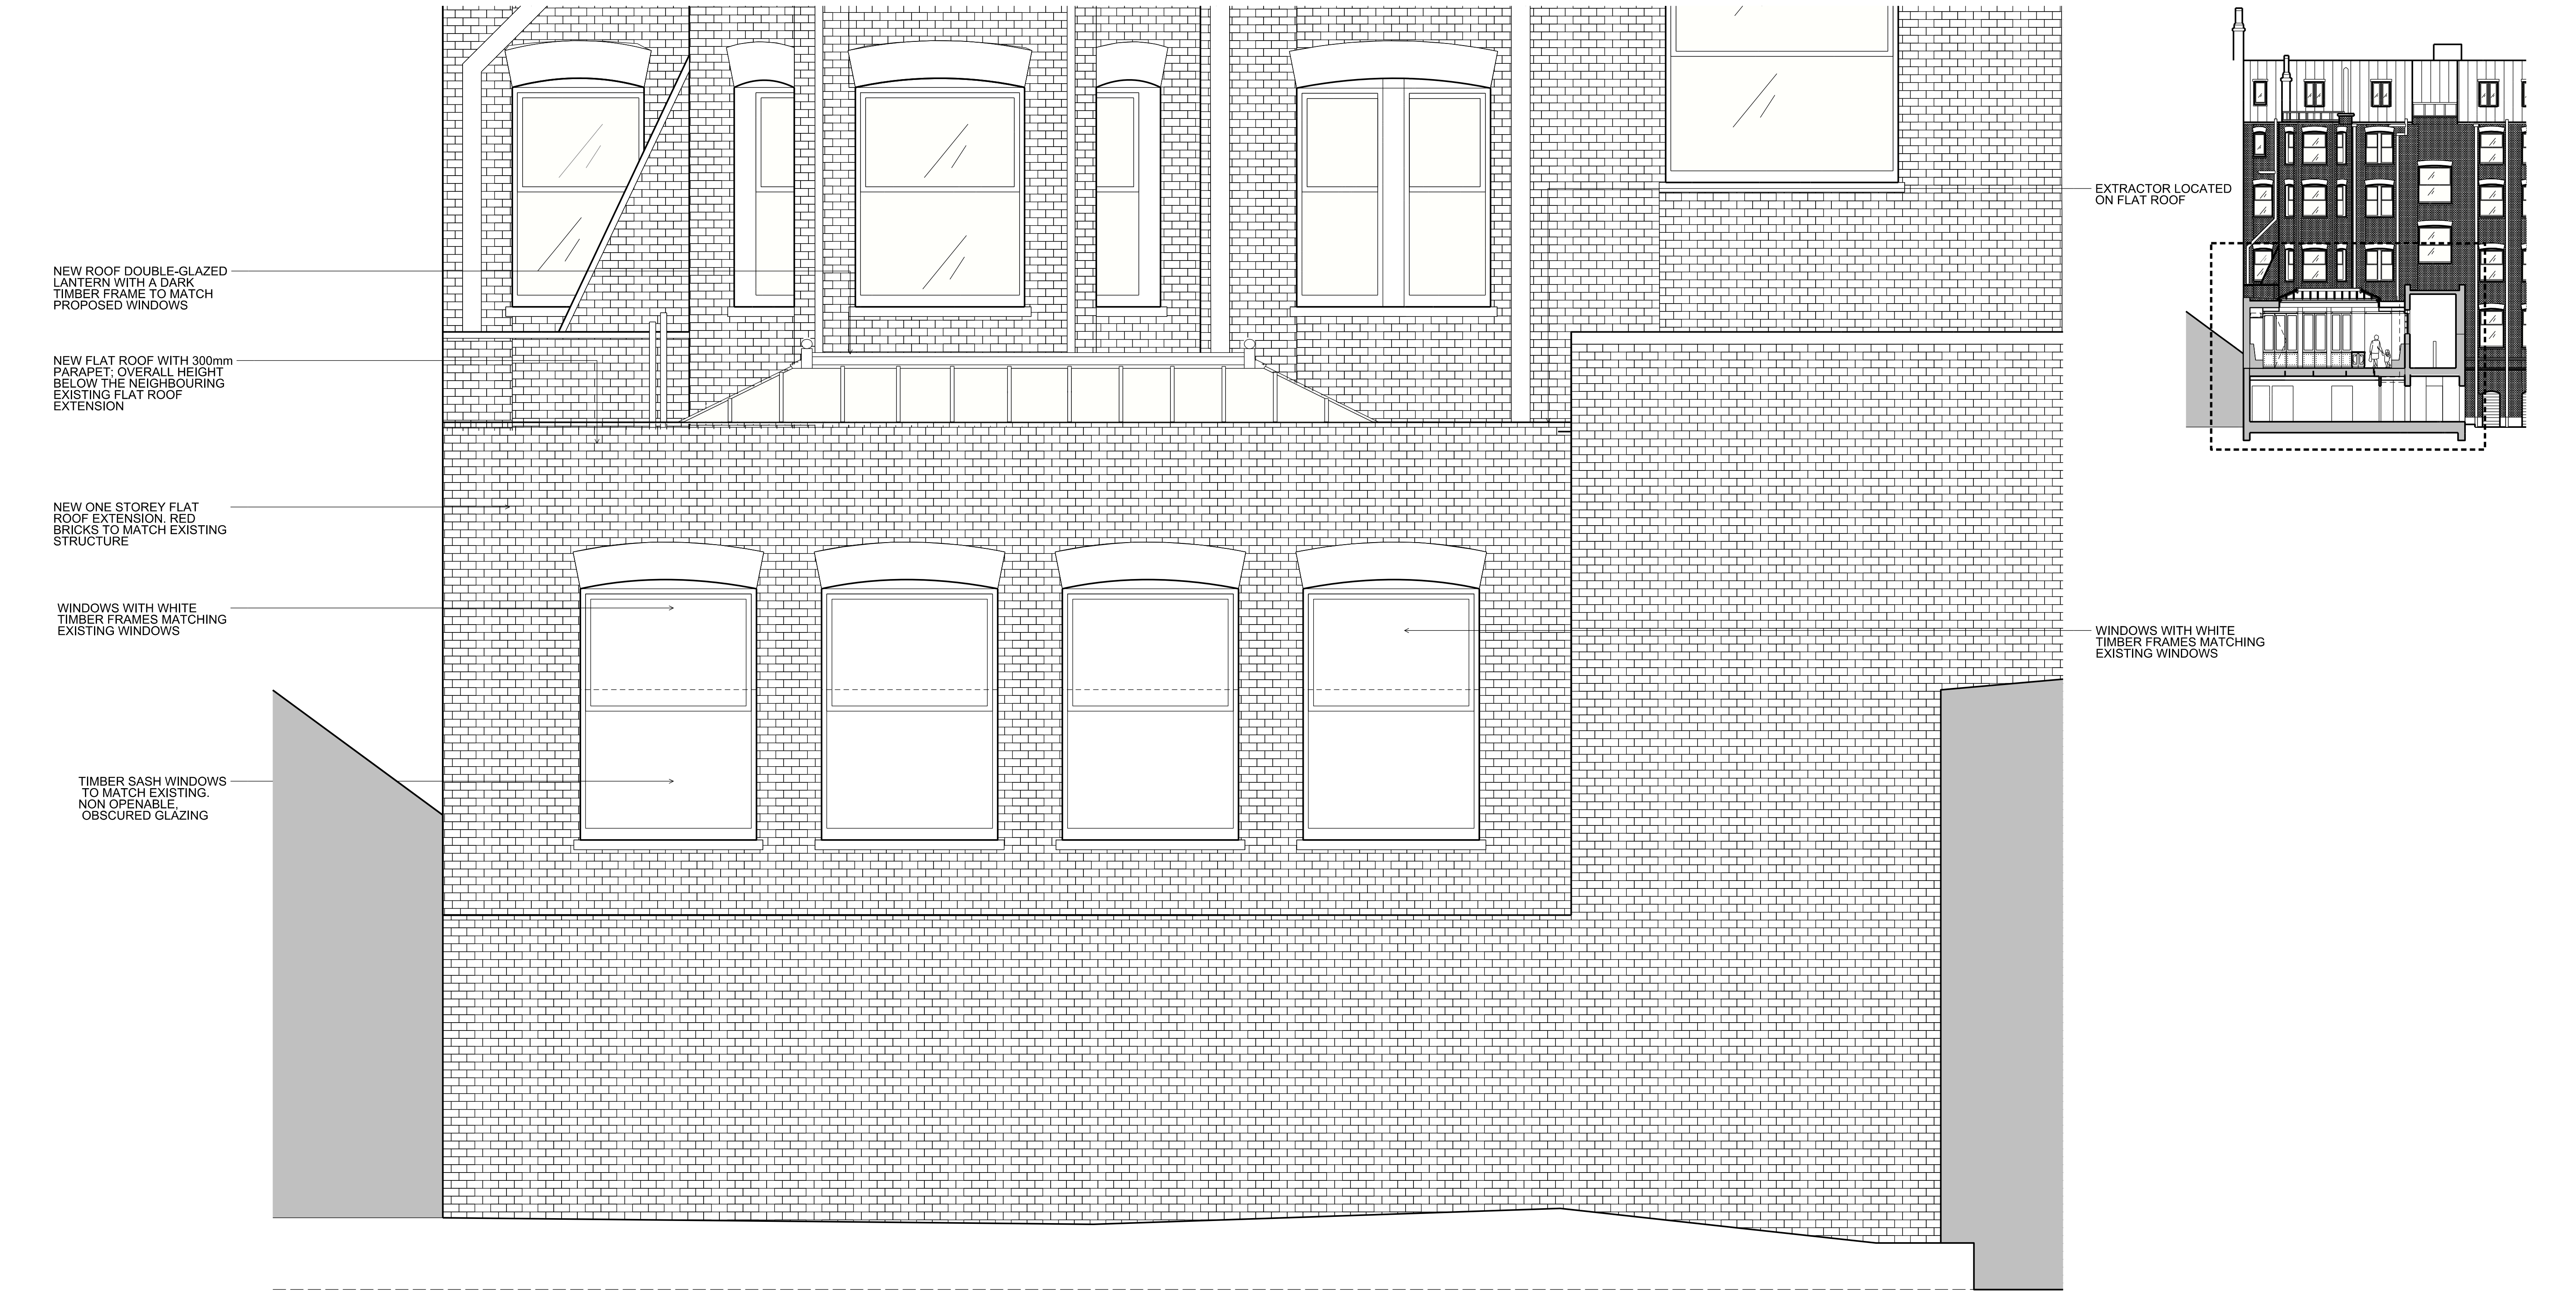 NEW ROOF DOUBLE-GLAZED
LANTERN WITH A DARK
TIMBER FRAME TO MATCH
PROPOSED WINDOWS
NEW FLAT ROOF WITH 300mm
PARAPET; OVERALL HEIGHT
BELOW THE NEIGHBOURING
EXISTING FLAT ROOF
EXTENSION
NEW ONE STOREY FLAT
ROOF EXTENSION. RED
BRICKS TO MATCH EXISTING
STRUCTURE
WINDOWS WITH WHITE
TIMBER FRAMES MATCHING
EXISTING WINDOWS
TIMBER SASH WINDOWS
TO MATCH EXISTING.
NON OPENABLE,
OBSCURED GLAZING
EXTRACTOR LOCATED
ON FLAT ROOF
WINDOWS WITH WHITE
TIMBER FRAMES MATCHING
EXISTING WINDOWS